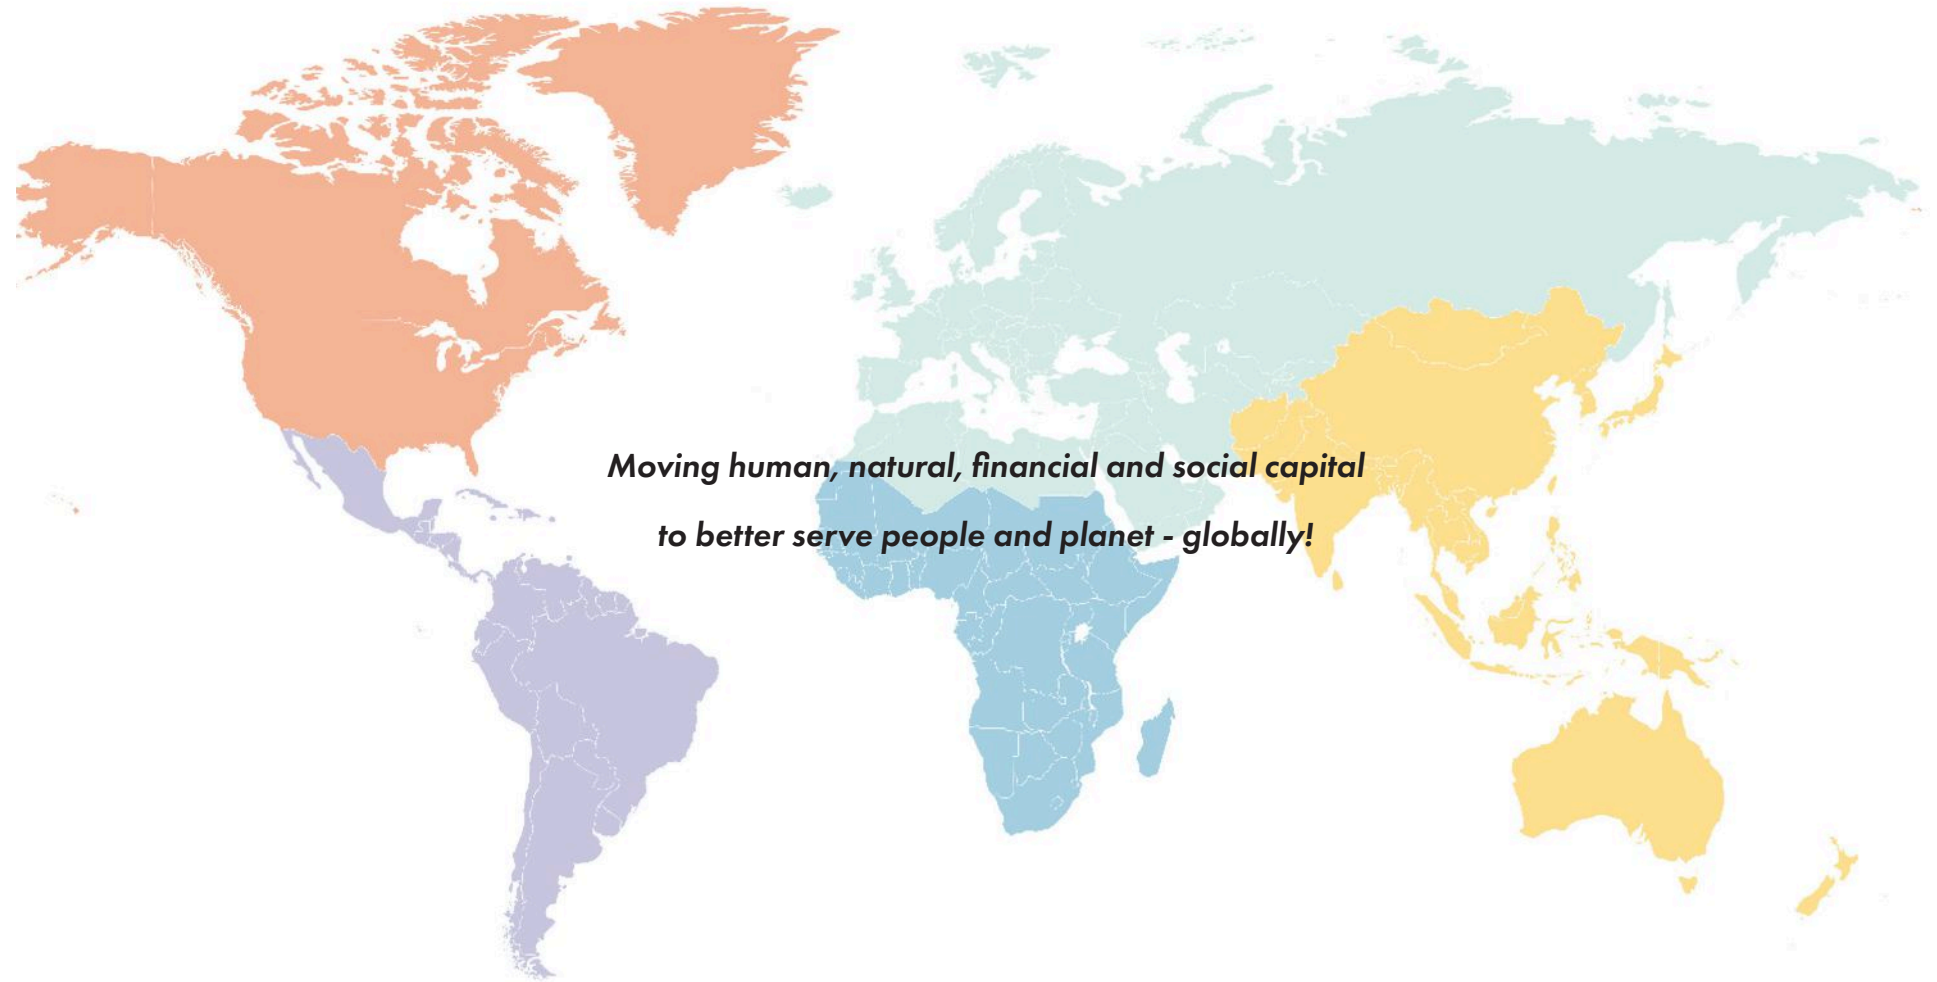 Moving human, natural, financial and social capital
to better serve people and planet - globally!